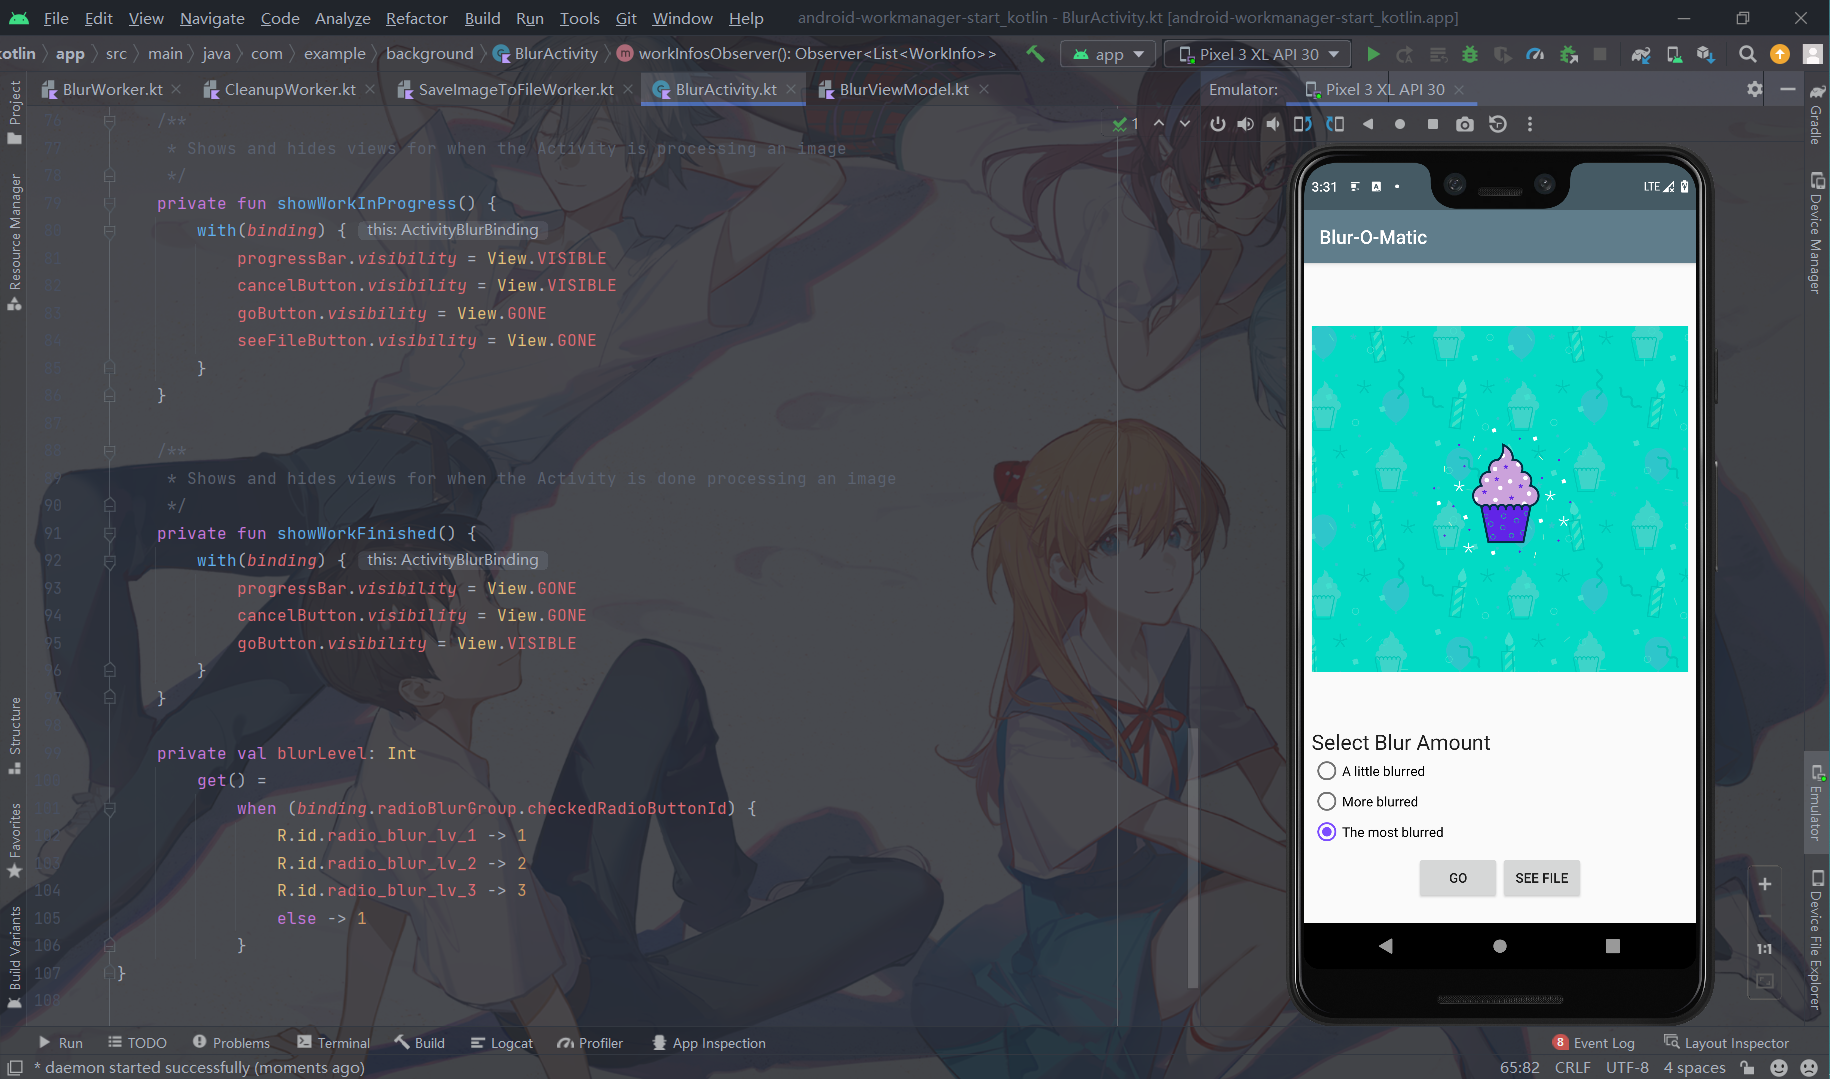 File Edit View Navigate Code Analyze Refactor Build Run Tools Git Window Help android-workmanager-start_kotlin - BlurActivity.kt [android-workmanager-start_kotlin.app]
otlin app src main java com example background BlurActivity workInfosObserver(): Observer<List<WorkInfo>> app Pixel 3 XL API 30
BlurWorker.kt CleanupWorker.kt SaveImageToFileWorker.kt BlurActivity.kt BlurViewModel.kt Emulator: Pixel 3 XL API 30
Project
Resource Manager
Structure
Favorites
Build Variants
1
76 /**
77 * Shows and hides views for when the Activity is processing an image
78 */
79 private fun showWorkInProgress() {
80 with(binding) { this: ActivityBlurBinding
81 progressBar.visibility = View.VISIBLE
82 cancelButton.visibility = View.VISIBLE
83 goButton.visibility = View.GONE
84 seeFileButton.visibility = View.GONE
85 }
86 }
87
88 /**
89 * Shows and hides views for when the Activity is done processing an image
90 */
91 private fun showWorkFinished() {
92 with(binding) { this: ActivityBlurBinding
93 progressBar.visibility = View.GONE
94 cancelButton.visibility = View.GONE
95 goButton.visibility = View.VISIBLE
96 }
97 }
98
99 private val blurLevel: Int
100 get() =
101 when (binding.radioBlurGroup.checkedRadioButtonId) {
102 R.id.radio_blur_lv_1 -> 1
103 R.id.radio_blur_lv_2 -> 2
104 R.id.radio_blur_lv_3 -> 3
105 else -> 1
106 }
107 }
108
3:31 A LTE
Blur-O-Matic
Select Blur Amount
A little blurred
More blurred
The most blurred
GO SEE FILE
1:1
Gradle
Device Manager
Emulator
Device File Explorer
Run TODO Problems Terminal Build Logcat Profiler App Inspection 8 Event Log Layout Inspector
* daemon started successfully (moments ago) 65:82 CRLF UTF-8 4 spaces